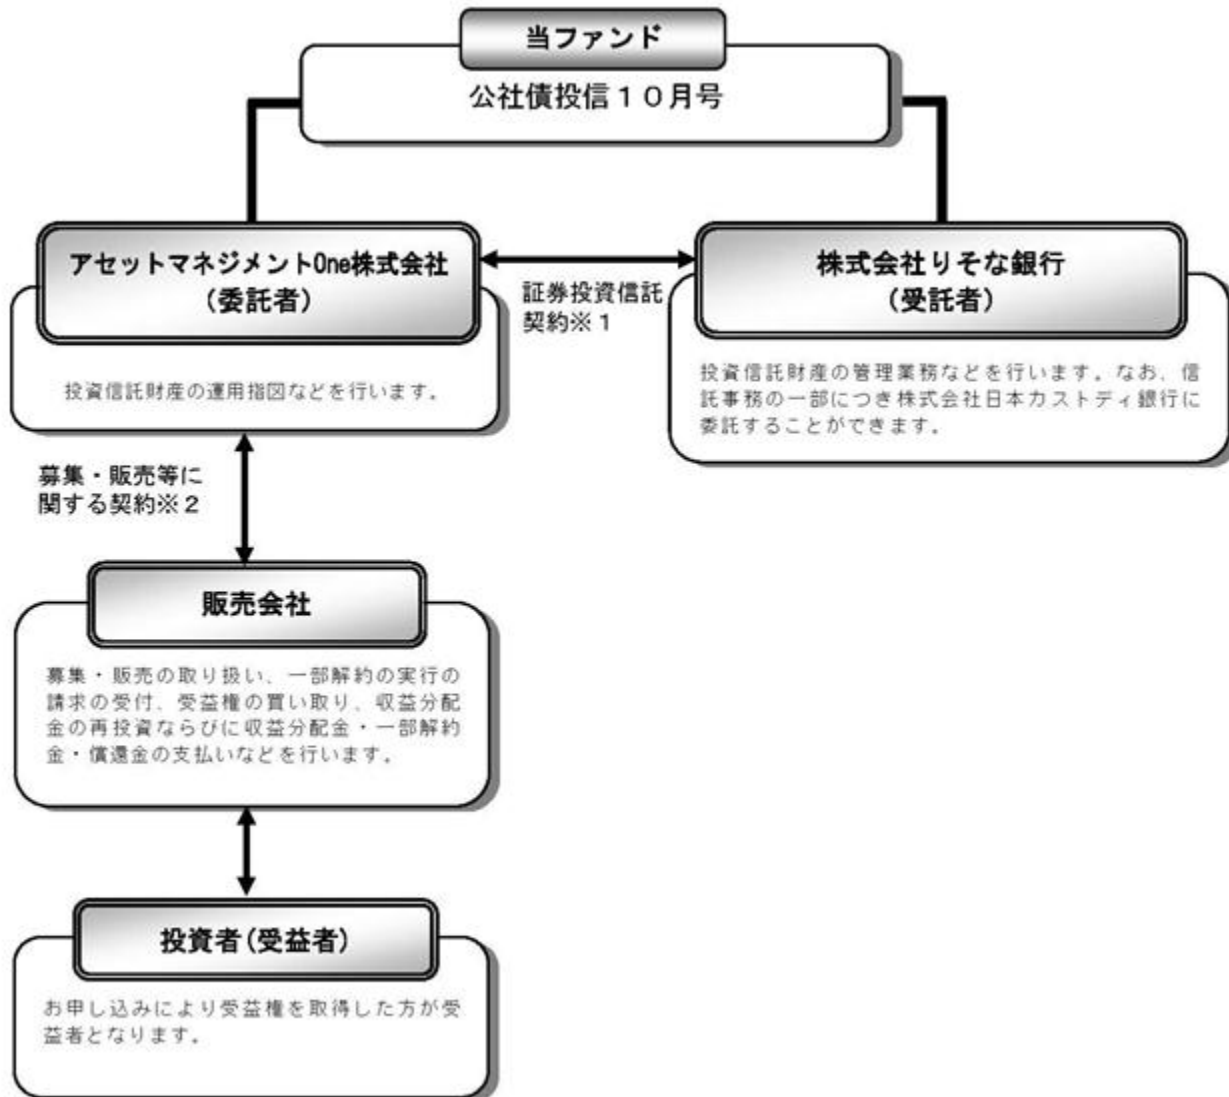 当ファンド
公社債投信１０月号
アセットマネジメントOne株式会社
(委託者)
証券投資信託
契約※１
株式会社りそな銀行
(受託者)
投資信託財産の運用指図などを行います。
投資信託財産の管理業務などを行います。なお、信
託事務の一部につき株式会社日本カストディ銀行に
委託することができます。
募集・販売等に
関する契約※２
販売会社
募集・販売の取り扱い、一部解約の実行の
請求の受付、受益権の買い取り、収益分配
金の再投資ならびに収益分配金・一部解約
金・償還金の支払いなどを行います。
投資者(受益者)
お申し込みにより受益権を取得した方が受
益者となります。